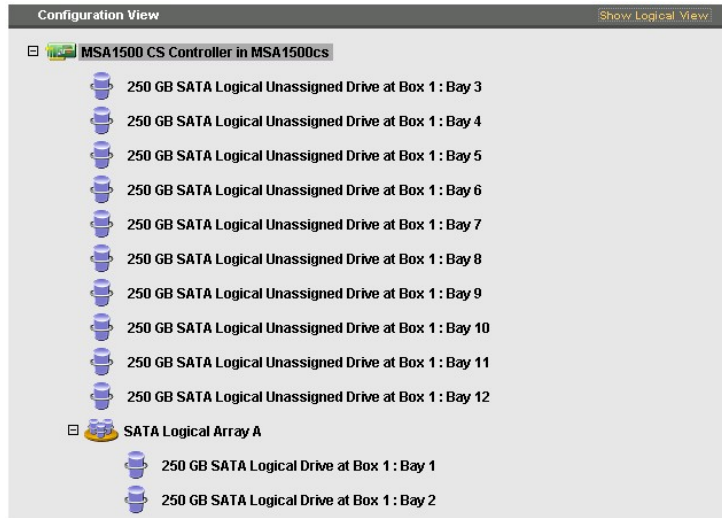 Configuration View Show Logical View
MSA1500 CS Controller in MSA1500cs
250 GB SATA Logical Unassigned Drive at Box 1 : Bay 3
250 GB SATA Logical Unassigned Drive at Box 1 : Bay 4
250 GB SATA Logical Unassigned Drive at Box 1 : Bay 5
250 GB SATA Logical Unassigned Drive at Box 1 : Bay 6
250 GB SATA Logical Unassigned Drive at Box 1 : Bay 7
250 GB SATA Logical Unassigned Drive at Box 1 : Bay 8
250 GB SATA Logical Unassigned Drive at Box 1 : Bay 9
250 GB SATA Logical Unassigned Drive at Box 1 : Bay 10
250 GB SATA Logical Unassigned Drive at Box 1 : Bay 11
250 GB SATA Logical Unassigned Drive at Box 1 : Bay 12
SATA Logical Array A
250 GB SATA Logical Drive at Box 1 : Bay 1
250 GB SATA Logical Drive at Box 1 : Bay 2